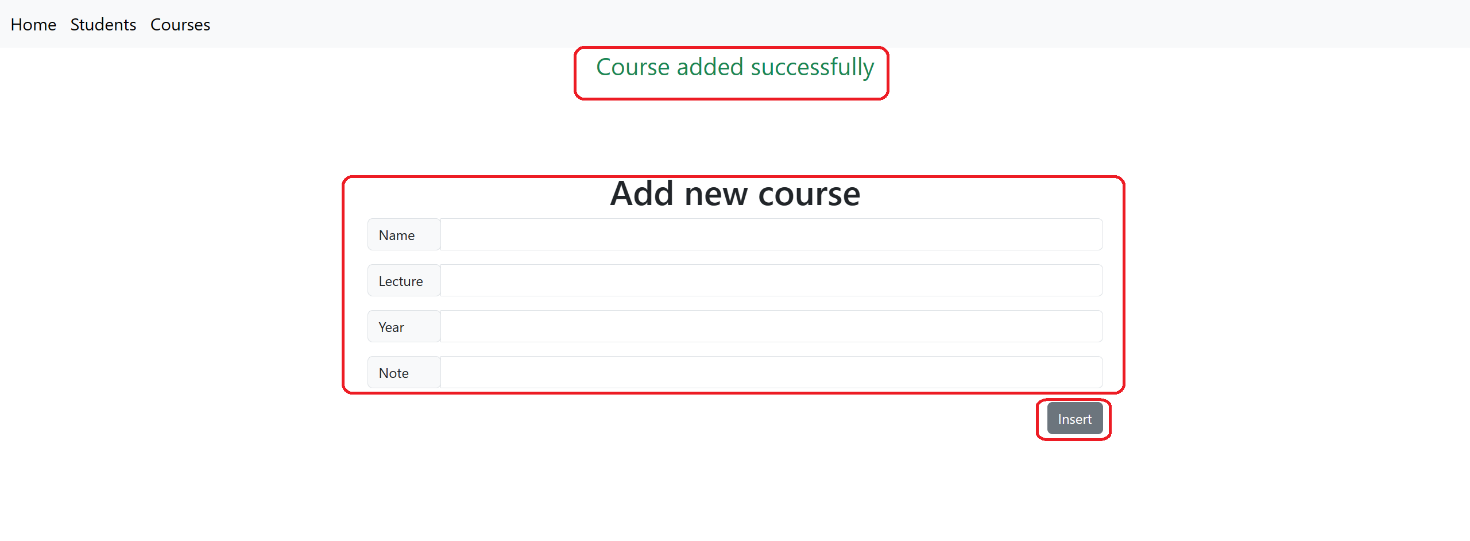 Home Students Courses
Course added successfully
Add new course
Name
Lecture
Year
Note
Insert